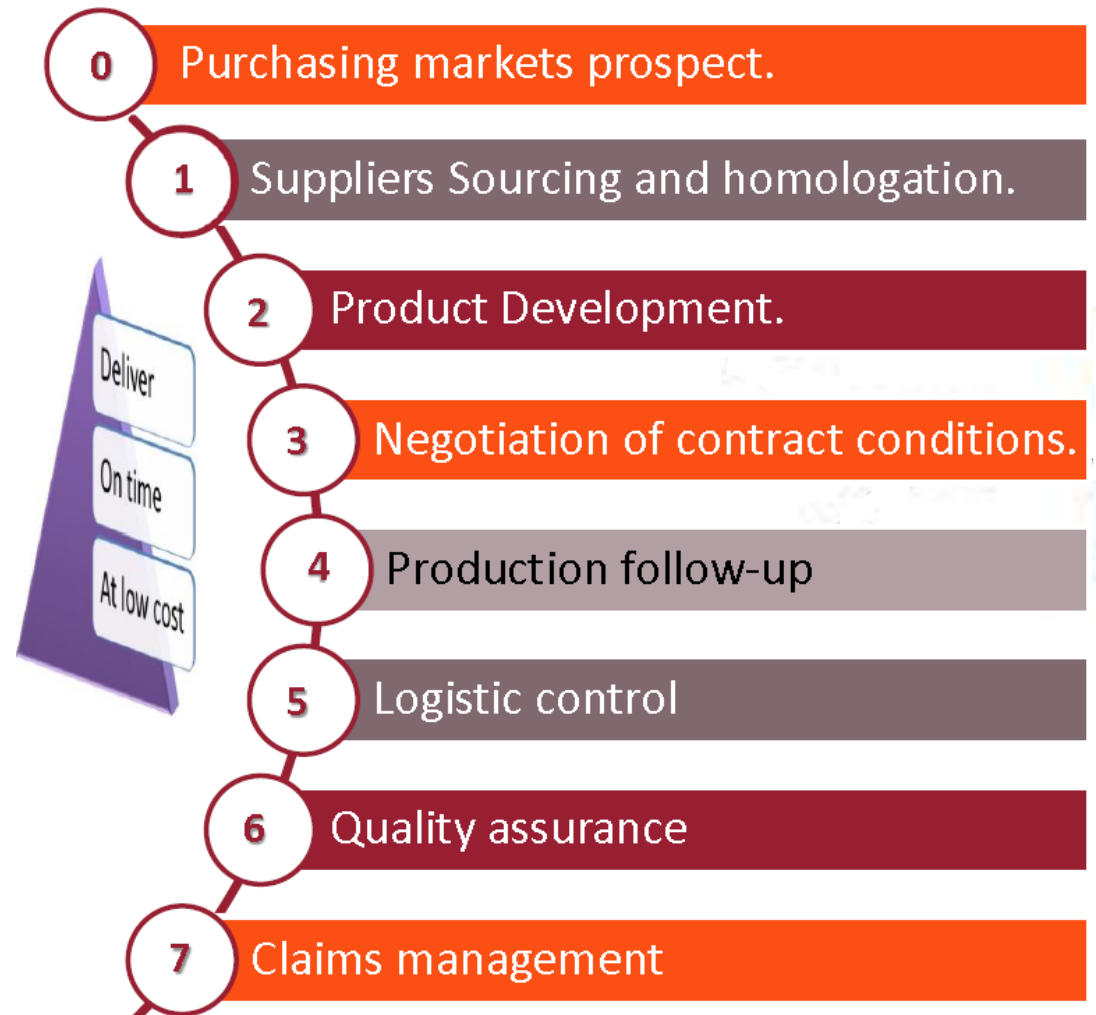 0 Purchasing markets prospect.
1 Suppliers Sourcing and homologation.
2 Product Development.
3 Negotiation of contract conditions.
4 Production follow-up
5 Logistic control
6 Quality assurance
7 Claims management
Deliver
On time
At low cost